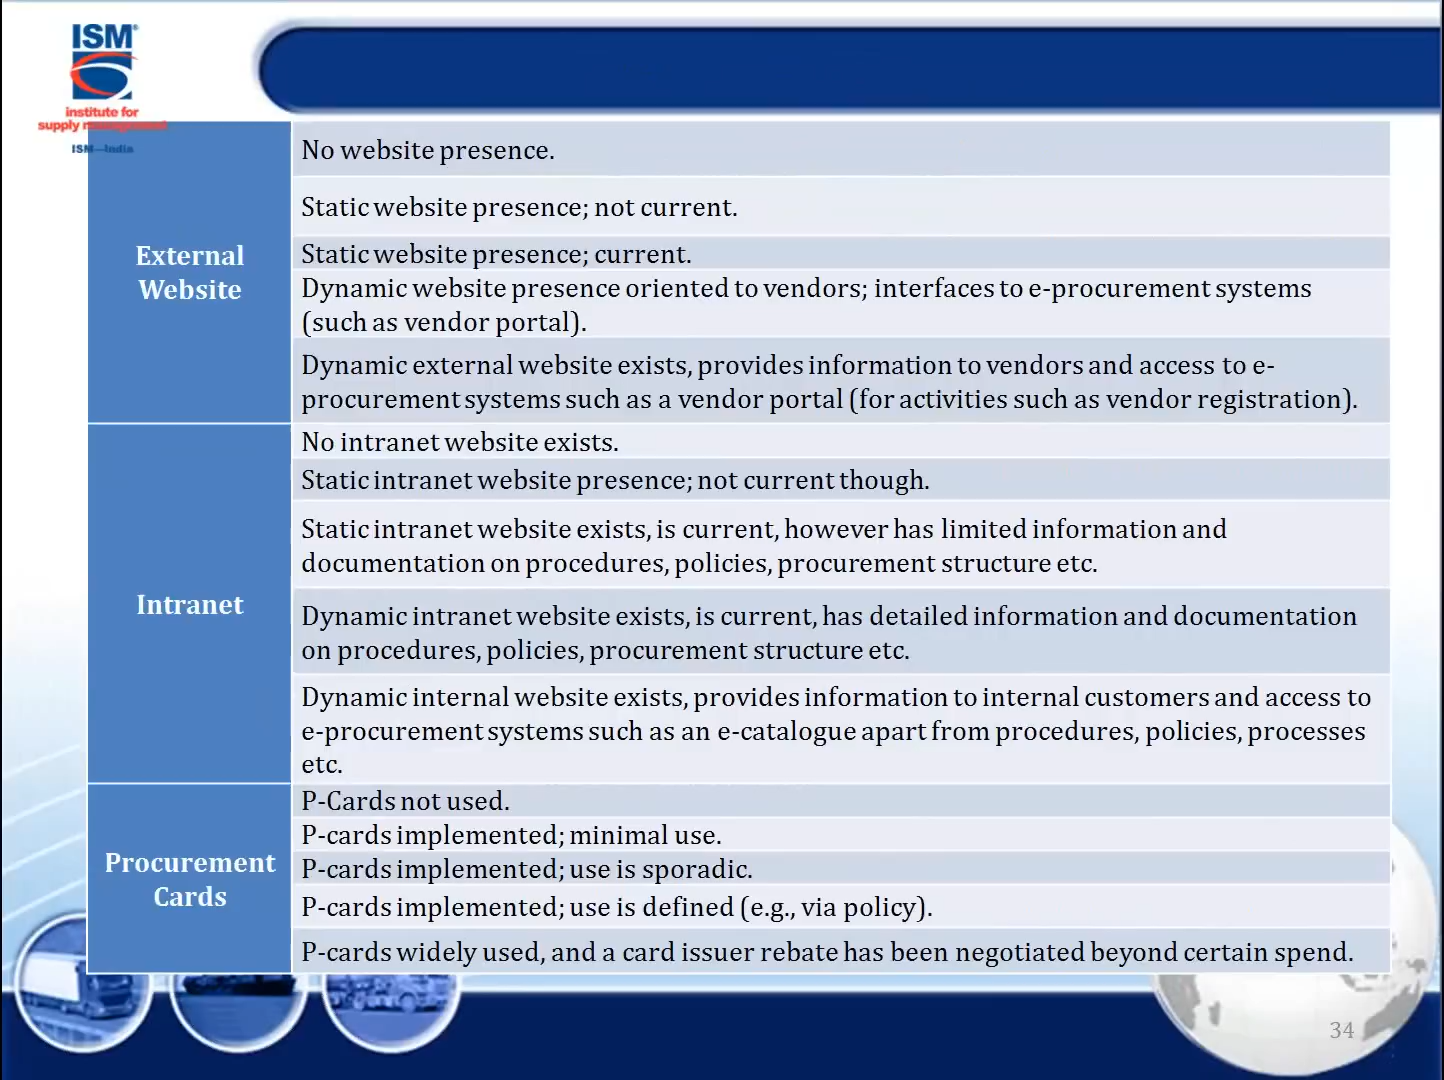 ISM
institute for
supply management
ISM—India
External
Website
No website presence.
Static website presence; not current.
Static website presence; current.
Dynamic website presence oriented to vendors; interfaces to e-procurement systems
(such as vendor portal).
Dynamic external website exists, provides information to vendors and access to e-
procurement systems such as a vendor portal (for activities such as vendor registration).
Intranet
No intranet website exists.
Static intranet website presence; not current though.
Static intranet website exists, is current, however has limited information and
documentation on procedures, policies, procurement structure etc.
Dynamic intranet website exists, is current, has detailed information and documentation
on procedures, policies, procurement structure etc.
Dynamic internal website exists, provides information to internal customers and access to
e-procurement systems such as an e-catalogue apart from procedures, policies, processes
etc.
Procurement
Cards
P-Cards not used.
P-cards implemented; minimal use.
P-cards implemented; use is sporadic.
P-cards implemented; use is defined (e.g., via policy).
P-cards widely used, and a card issuer rebate has been negotiated beyond certain spend.
34